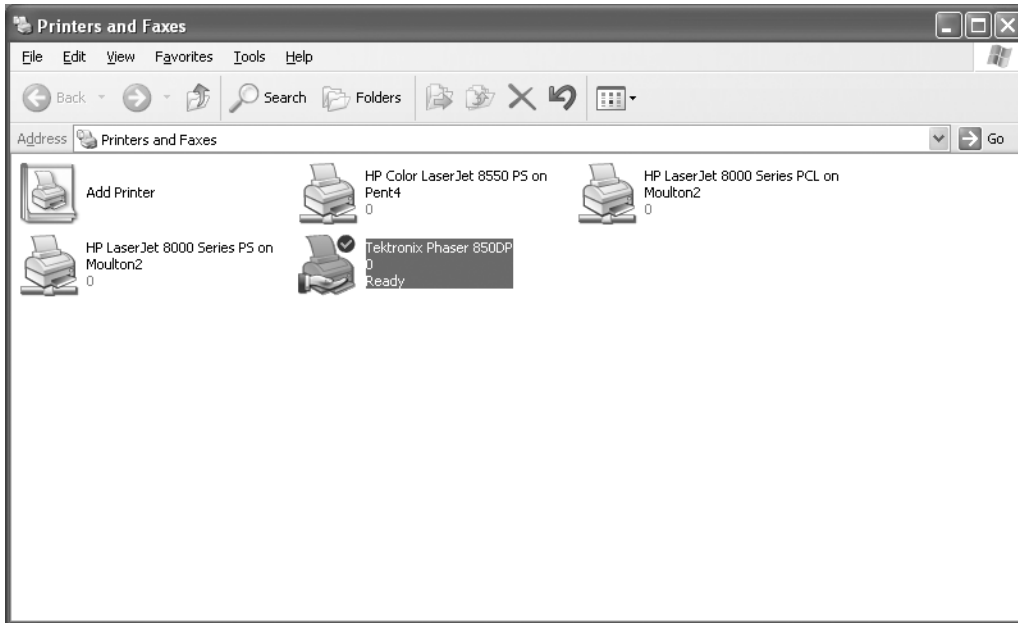 Printers and Faxes
File Edit View Favorites Tools Help
Back Search Folders
Address Printers and Faxes Go
Add Printer
HP Color LaserJet 8550 PS on
Pent4
0
HP LaserJet 8000 Series PCL on
Moulton2
0
HP LaserJet 8000 Series PS on
Moulton2
0
Tektronix Phaser 850DP
0
Ready